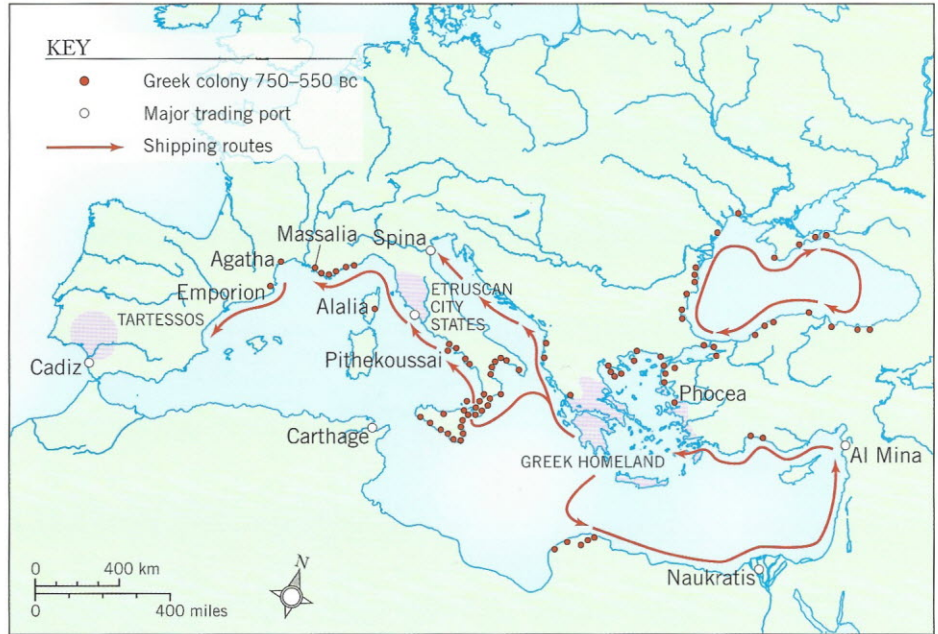 KEY
Greek colony 750–550 BC
Major trading port
Shipping routes
Massalia
Spina
Agatha
Emporion
ETRUSCAN
CITY
STATES
TARTESSOS
Alalia
Cadiz
Pithekoussai
Phocea
Carthage
GREEK HOMELAND
Al Mina
Naukratis
0 400 km
0 400 miles
N